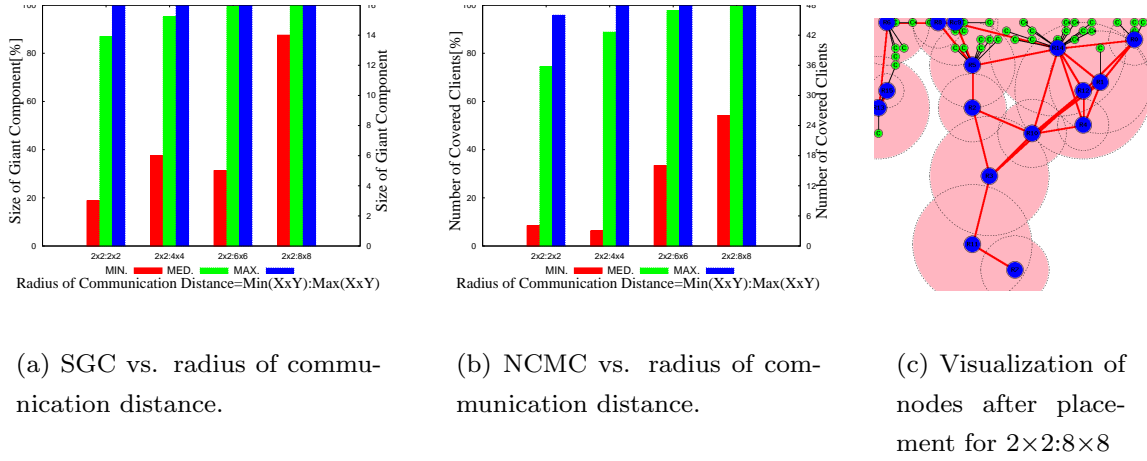 100
80
60
40
20
0
Size of Giant Component[%]
16
14
12
10
8
6
4
2
0
Size of Giant Component
2x2:2x2 2x2:4x4 2x2:6x6 2x2:8x8
MIN. MED. MAX.
Radius of Communication Distance=Min(XxY):Max(XxY)
100
80
60
40
20
0
Number of Covered Clients[%]
48
42
36
30
24
18
12
6
0
Number of Covered Clients
2x2:2x2 2x2:4x4 2x2:6x6 2x2:8x8
MIN. MED. MAX.
Radius of Communication Distance=Min(XxY):Max(XxY)
(a) SGC vs. radius of commu-
nication distance.
(b) NCMC vs. radius of com-
munication distance.
(c) Visualization of
nodes after place-
ment for 2×2:8×8